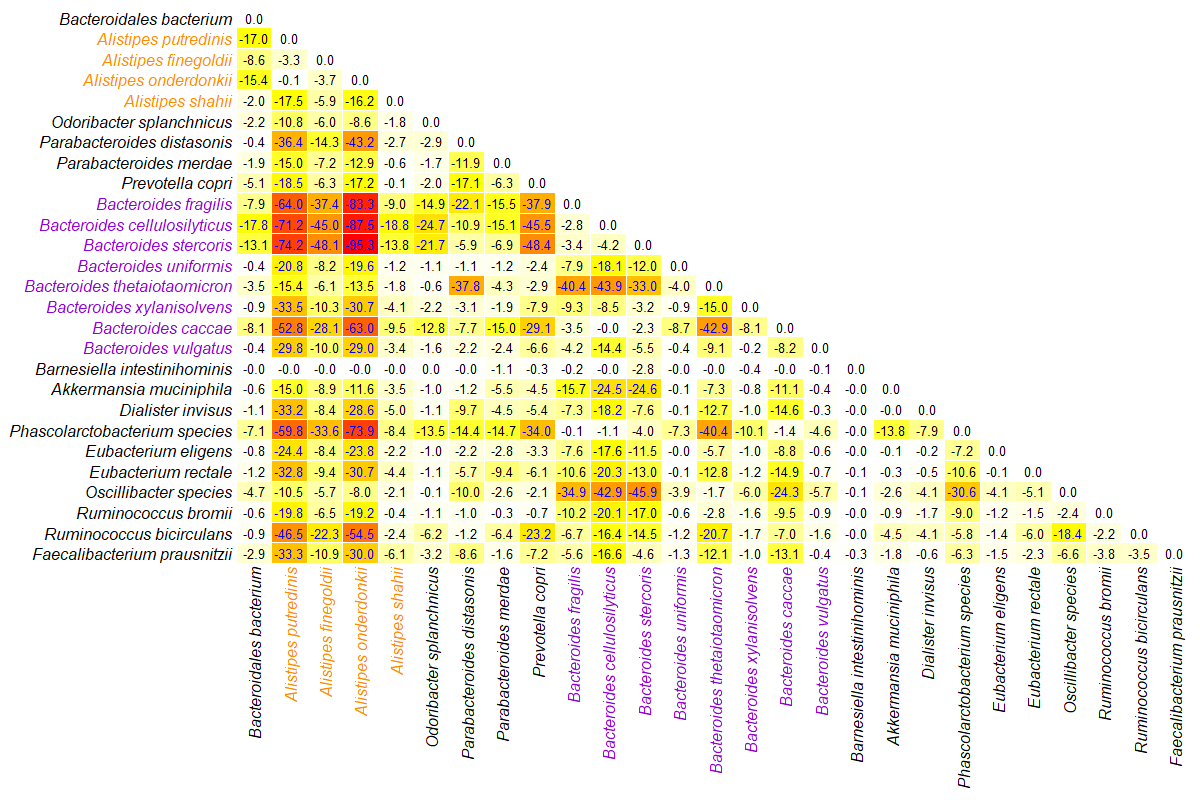 Bacteroidales bacterium 0.0
Alistipes putredinis -17.0 0.0
Alistipes finegoldii -8.6 -3.3 0.0
Alistipes onderdonkii -15.4 -0.1 -3.7 0.0
Alistipes shahii -2.0 -17.5 -5.9 -16.2 0.0
Odoribacter splanchnicus -2.2 -10.8 -6.0 -8.6 -1.8 0.0
Parabacteroides distasonis -0.4 -36.4 -14.3 -43.2 -2.7 -2.9 0.0
Parabacteroides merdae -1.9 -15.0 -7.2 -12.9 -0.6 -1.7 -11.9 0.0
Prevotella copri -5.1 -18.5 -6.3 -17.2 -0.1 -2.0 -17.1 -6.3 0.0
Bacteroides fragilis -7.9 -64.0 -37.4 -83.3 -9.0 -14.9 -22.1 -15.5 -37.9 0.0
Bacteroides cellulosilyticus -17.8 -71.2 -45.0 -87.5 -18.8 -24.7 -10.9 -15.1 -45.5 -2.8 0.0
Bacteroides stercoris -13.1 -74.2 -48.1 -95.3 -13.8 -21.7 -5.9 -6.9 -48.4 -3.4 -4.2 0.0
Bacteroides uniformis -0.4 -20.8 -8.2 -19.6 -1.2 -1.1 -1.1 -1.2 -2.4 -7.9 -18.1 -12.0 0.0
Bacteroides thetaiotaomicron -3.5 -15.4 -6.1 -13.5 -1.8 -0.6 -37.8 -4.3 -2.9 -40.4 -43.9 -33.0 -4.0 0.0
Bacteroides xylanisolvens -0.9 -33.5 -10.3 -30.7 -4.1 -2.2 -3.1 -1.9 -7.9 -9.3 -8.5 -3.2 -0.9 -15.0 0.0
Bacteroides caccae -8.1 -52.8 -28.1 -63.0 -9.5 -12.8 -7.7 -15.0 -29.1 -3.5 -0.0 -2.3 -8.7 -42.9 -8.1 0.0
Bacteroides vulgatus -0.4 -29.8 -10.0 -29.0 -3.4 -1.6 -2.2 -2.4 -6.6 -4.2 -14.4 -5.5 -0.4 -9.1 -0.2 -8.2 0.0
Barnesiella intestinihominis -0.0 -0.0 -0.0 -0.0 -0.0 -0.0 -0.0 -1.1 -0.3 -0.2 -0.0 -2.8 -0.0 -0.0 -0.4 -0.0 -0.1 0.0
Akkermansia muciniphila -0.6 -15.0 -8.9 -11.6 -3.5 -1.0 -1.2 -5.5 -4.5 -15.7 -24.5 -24.6 -0.1 -7.3 -0.8 -11.1 -0.4 -0.0 0.0
Dialister invisus -1.1 -33.2 -8.4 -28.6 -5.0 -1.1 -9.7 -4.5 -5.4 -7.3 -18.2 -7.6 -0.1 -12.7 -1.0 -14.6 -0.3 -0.0 -0.0 0.0
Phascolarctobacterium species -7.1 -59.8 -33.6 -73.9 -8.4 -13.5 -14.4 -14.7 -34.0 -0.1 -1.1 -4.0 -7.3 -40.4 -10.1 -1.4 -4.6 -0.0 -13.8 -7.9 0.0
Eubacterium eligens -0.8 -24.4 -8.4 -23.8 -2.2 -1.0 -2.2 -2.8 -3.3 -7.6 -17.6 -11.5 -0.0 -5.7 -1.0 -8.8 -0.6 -0.0 -0.1 -0.2 -7.2 0.0
Eubacterium rectale -1.2 -32.8 -9.4 -30.7 -4.4 -1.1 -5.7 -9.4 -6.1 -10.6 -20.3 -13.0 -0.1 -12.8 -1.2 -14.9 -0.7 -0.1 -0.3 -0.5 -10.6 -0.1 0.0
Oscillibacter species -4.7 -10.5 -5.7 -8.0 -2.1 -0.1 -10.0 -2.6 -2.1 -34.9 -42.9 -45.9 -3.9 -1.7 -6.0 -24.3 -5.7 -0.1 -2.6 -4.1 -30.6 -4.1 -5.1 0.0
Ruminococcus bromii -0.6 -19.8 -6.5 -19.2 -0.4 -1.1 -1.0 -0.3 -0.7 -10.2 -20.1 -17.0 -0.6 -2.8 -1.6 -9.5 -0.9 -0.0 -0.9 -1.7 -9.0 -1.2 -1.5 -2.4 0.0
Ruminococcus bicirculans -0.9 -46.5 -22.3 -54.5 -2.4 -6.2 -1.2 -6.4 -23.2 -6.7 -16.4 -14.5 -1.2 -20.7 -1.7 -7.0 -1.6 -0.0 -4.5 -4.1 -5.8 -1.4 -6.0 -18.4 -2.2 0.0
Faecalibacterium prausnitzii -2.9 -33.3 -10.9 -30.0 -6.1 -3.2 -8.6 -1.6 -7.2 -5.6 -16.6 -4.6 -1.3 -12.1 -1.0 -13.1 -0.4 -0.3 -1.8 -0.6 -6.3 -1.5 -2.3 -6.6 -3.8 -3.5 0.0
Bacteroidales bacterium
Alistipes putredinis
Alistipes finegoldii
Alistipes onderdonkii
Alistipes shahii
Odoribacter splanchnicus
Parabacteroides distasonis
Parabacteroides merdae
Prevotella copri
Bacteroides fragilis
Bacteroides cellulosilyticus
Bacteroides stercoris
Bacteroides uniformis
Bacteroides thetaiotaomicron
Bacteroides xylanisolvens
Bacteroides caccae
Bacteroides vulgatus
Barnesiella intestinihominis
Akkermansia muciniphila
Dialister invisus
Phascolarctobacterium species
Eubacterium eligens
Eubacterium rectale
Oscillibacter species
Ruminococcus bromii
Ruminococcus bicirculans
Faecalibacterium prausnitzii